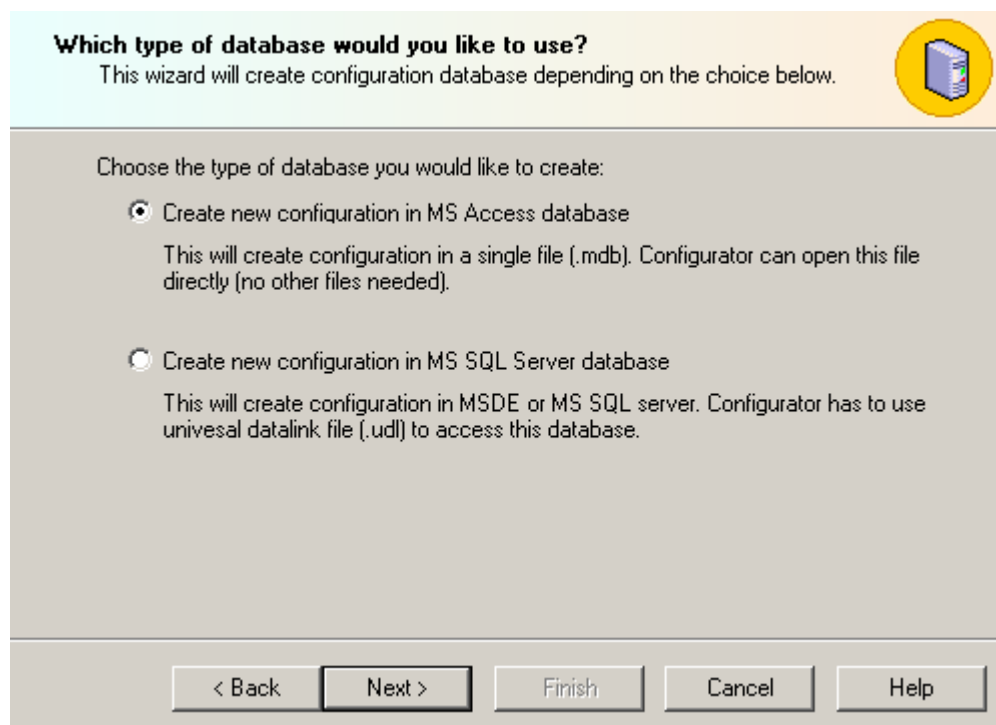 Which type of database would you like to use?
This wizard will create configuration database depending on the choice below.
Choose the type of database you would like to create:
Create new configuration in MS Access database
This will create configuration in a single file (.mdb). Configurator can open this file
directly (no other files needed).
Create new configuration in MS SQL Server database
This will create configuration in MSDE or MS SQL server. Configurator has to use
univesal datalink file (.udl) to access this database.
< Back Next > Finish Cancel Help